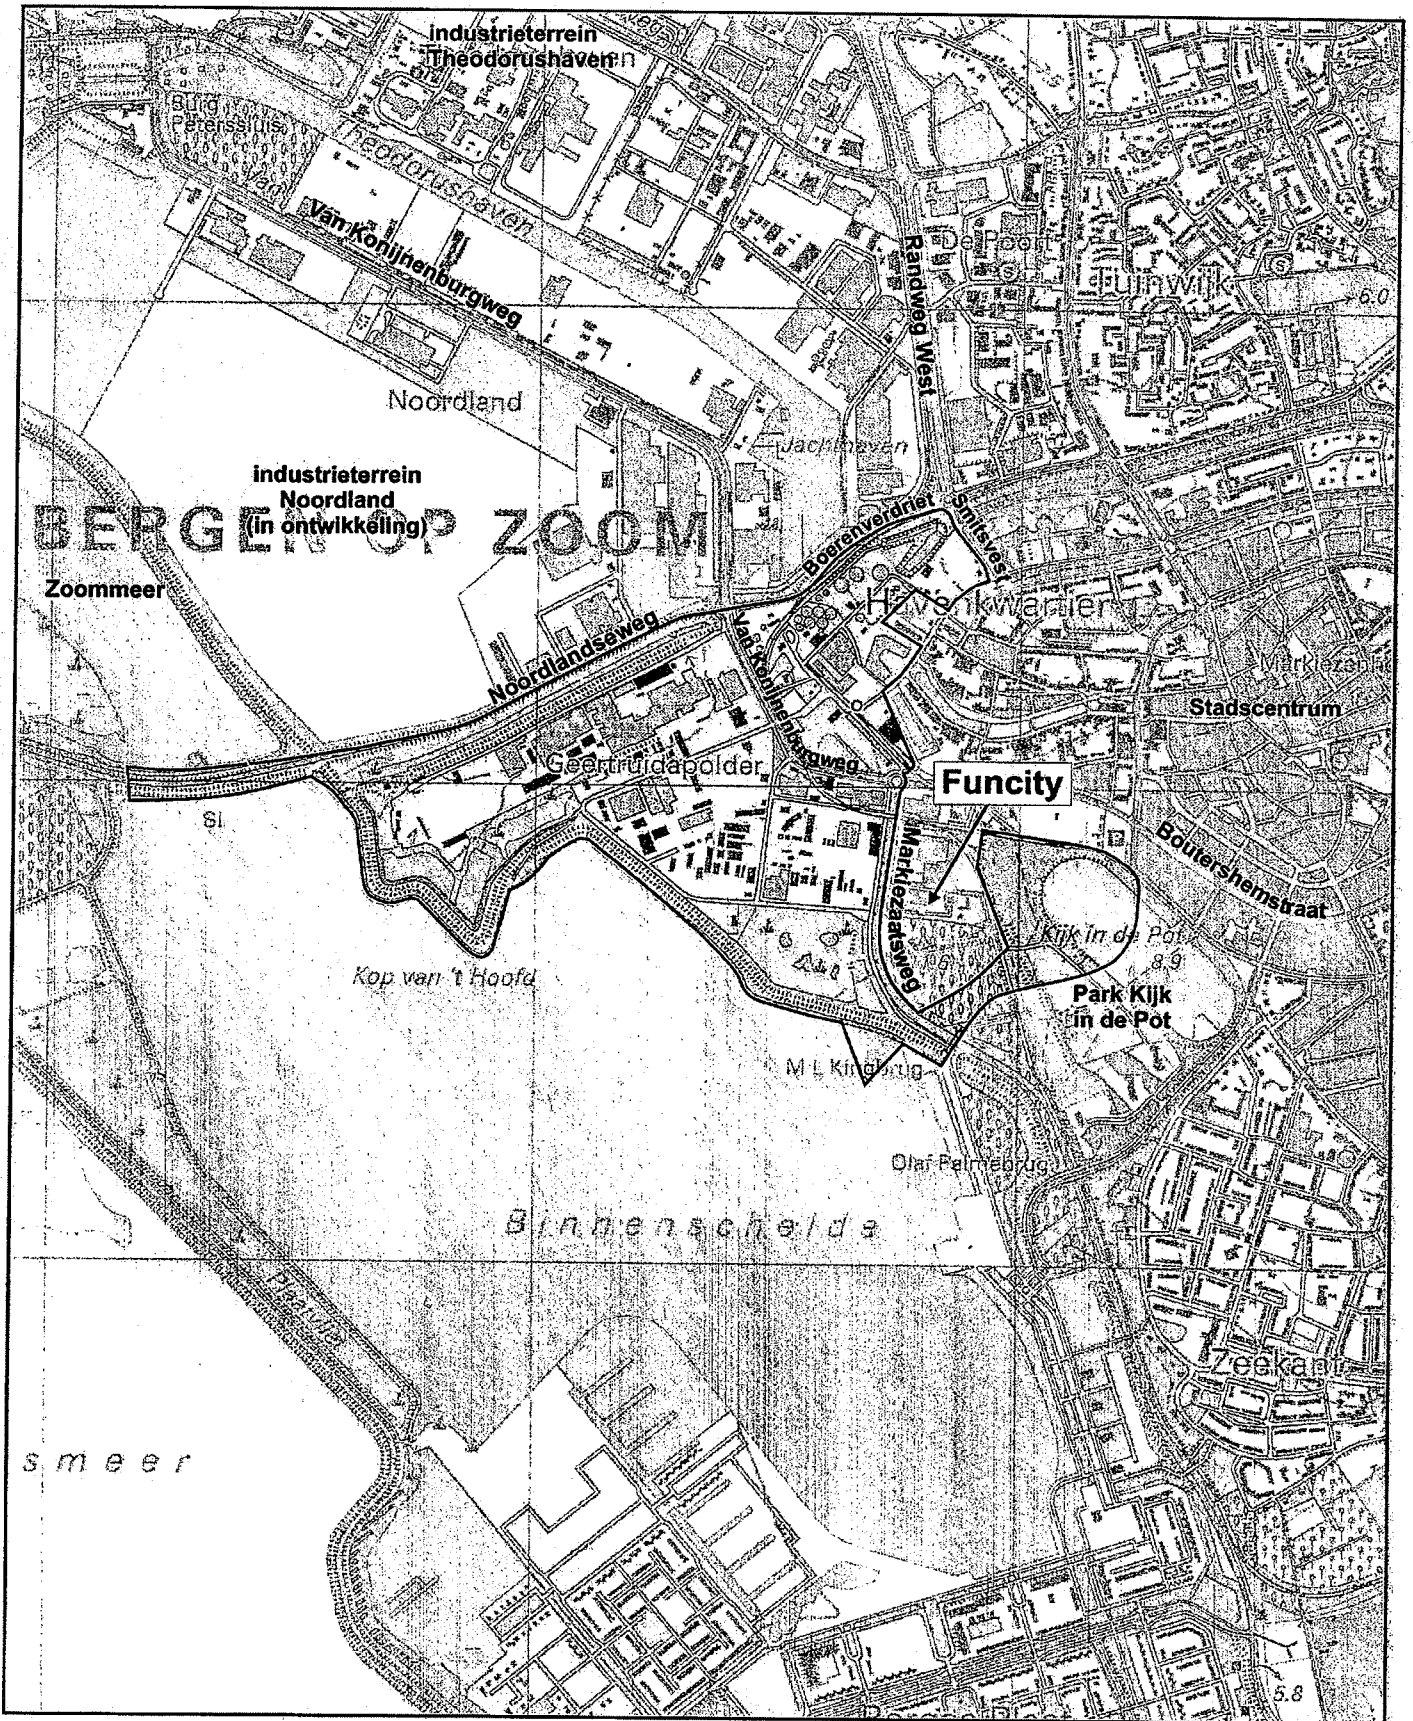 industrieterrein
Theodorushaven
Burg
Peterssluis
Theodorushaven
Van Konijnenburgweg
Randweg West
De Poort
S
Tuinwijk
S
6.0
Noordland
Jachthaven
industrieterrein
Noordland
(in ontwikkeling)
BERGEN OP ZOOM
Boerenverdriet
Smitsvest
Zoommeer
Havenkwartier
Noordlandseweg
Van Konijnenburgweg
Markiezenhf
Stadscentrum
Geertruidapolder
Funcity
Sl
Markiezaatsweg
Boutershemstraat
Kijk in de Pot
8.9
Kop van 't Hoofd
Park Kijk
in de Pot
M L Kingbrug
Olaf Palmebrug
Binnenschelde
Plaatvliet
Zeekant
smeer
5.8